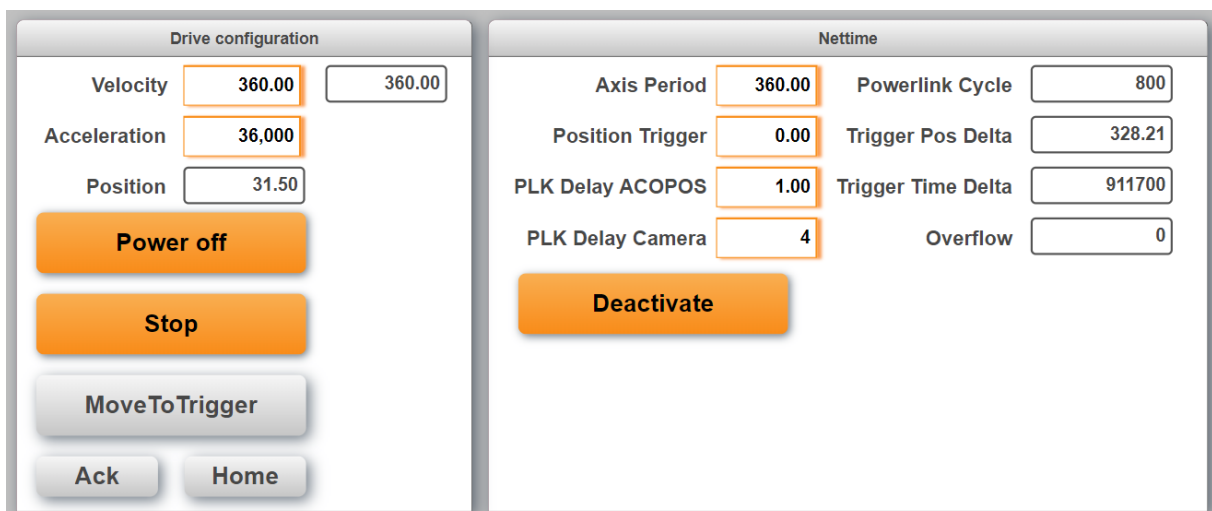 Drive configuration
Velocity 360.00 360.00
Acceleration 36,000
Position 31.50
Power off
Stop
MoveToTrigger
Ack Home
Nettime
Axis Period 360.00 Powerlink Cycle 800
Position Trigger 0.00 Trigger Pos Delta 328.21
PLK Delay ACOPOS 1.00 Trigger Time Delta 911700
PLK Delay Camera 4 Overflow 0
Deactivate